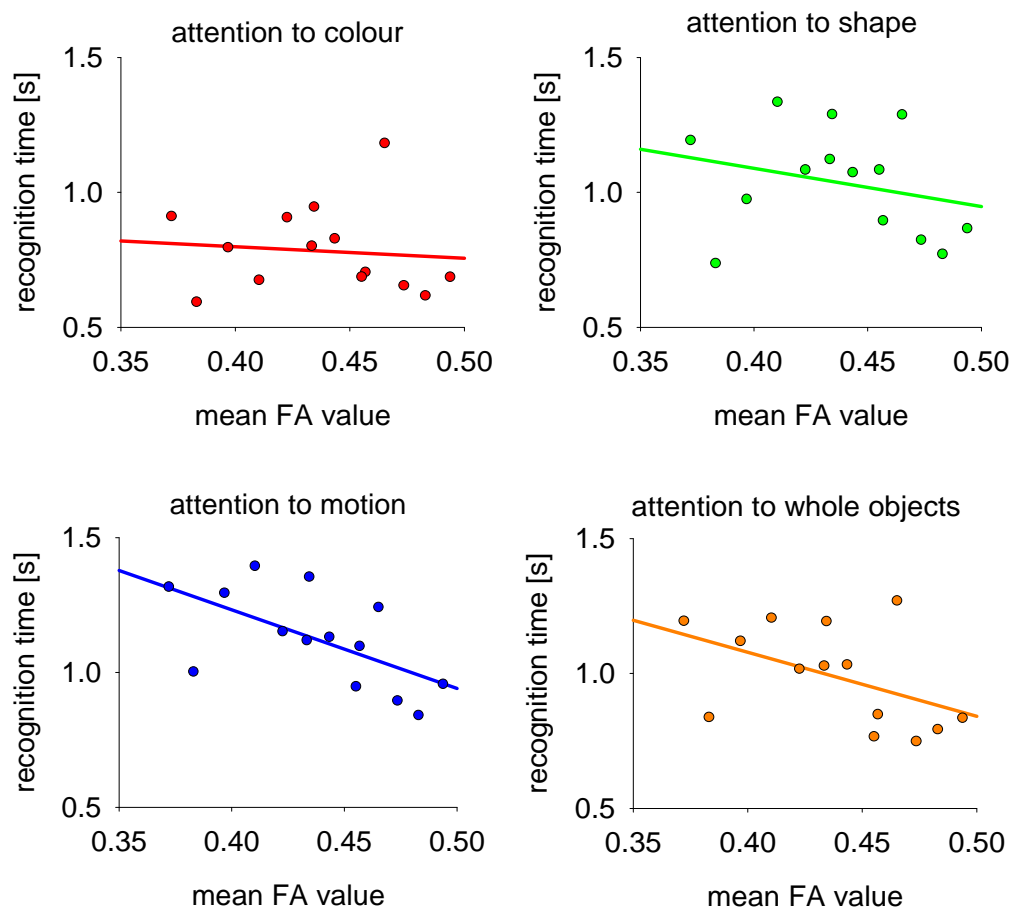 attention to colour
1.5
1.0
0.5
recognition time [s]
0.35 0.40 0.45 0.50
mean FA value
attention to shape
1.5
1.0
0.5
recognition time [s]
0.35 0.40 0.45 0.50
mean FA value
attention to motion
1.5
1.0
0.5
recognition time [s]
0.35 0.40 0.45 0.50
mean FA value
attention to whole objects
1.5
1.0
0.5
recognition time [s]
0.35 0.40 0.45 0.50
mean FA value